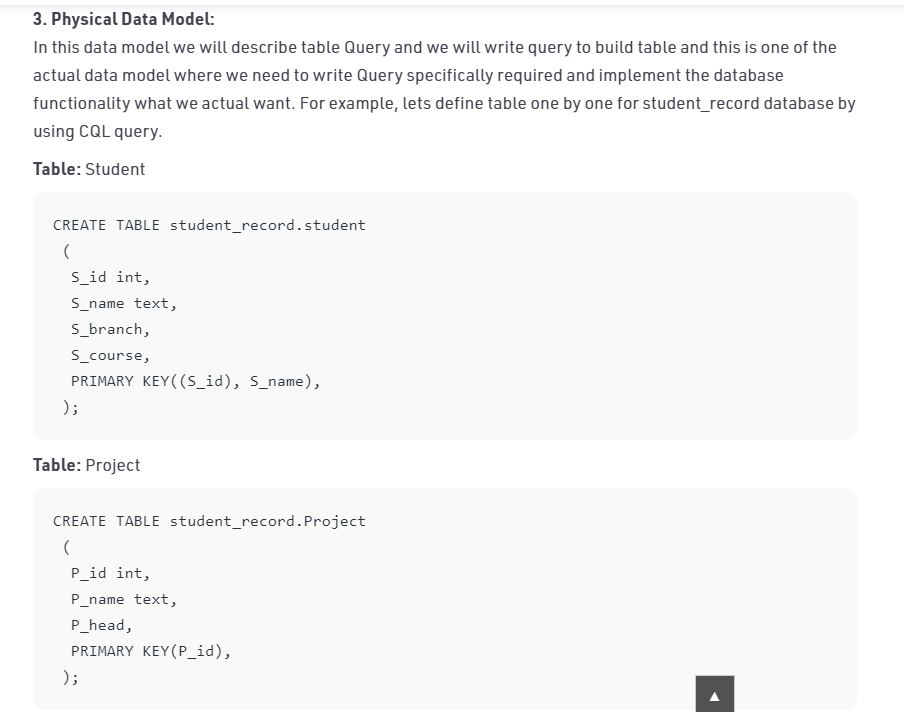 3. Physical Data Model:
In this data model we will describe table Query and we will write query to build table and this is one of the
actual data model where we need to write Query specifically required and implement the database
functionality what we actual want. For example, lets define table one by one for student_record database by
using CQL query.
Table: Student
CREATE TABLE student_record.student
(
S_id int,
S_name text,
S_branch,
S_course,
PRIMARY KEY((S_id), S_name),
);
Table: Project
CREATE TABLE student_record.Project
(
P_id int,
P_name text,
P_head,
PRIMARY KEY(P_id),
);